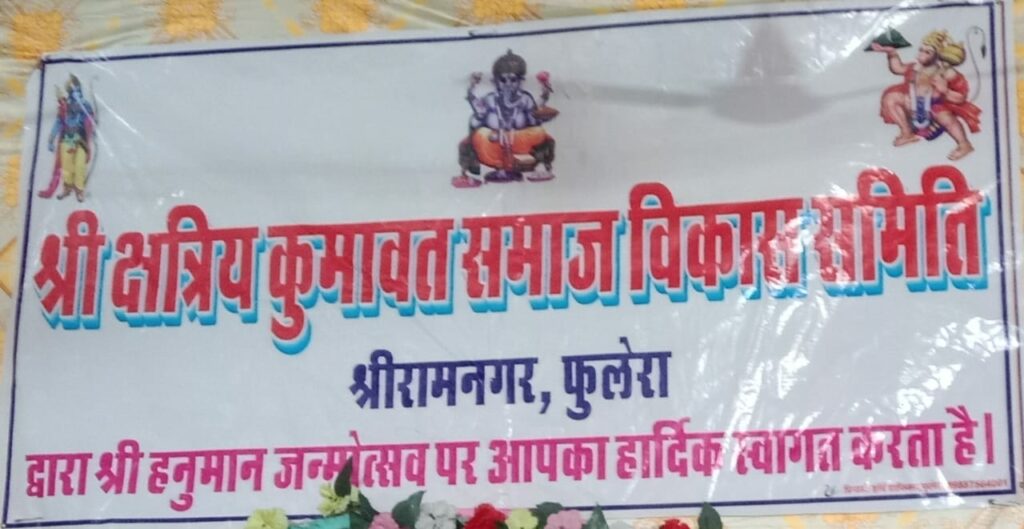 श्री क्षत्रिय कुमावत समाज विकास समिति
श्रीरामनगर, फुलेरा
द्वारा श्री हनुमान जन्मोत्सव पर आपका हार्दिक स्वागत करता है।